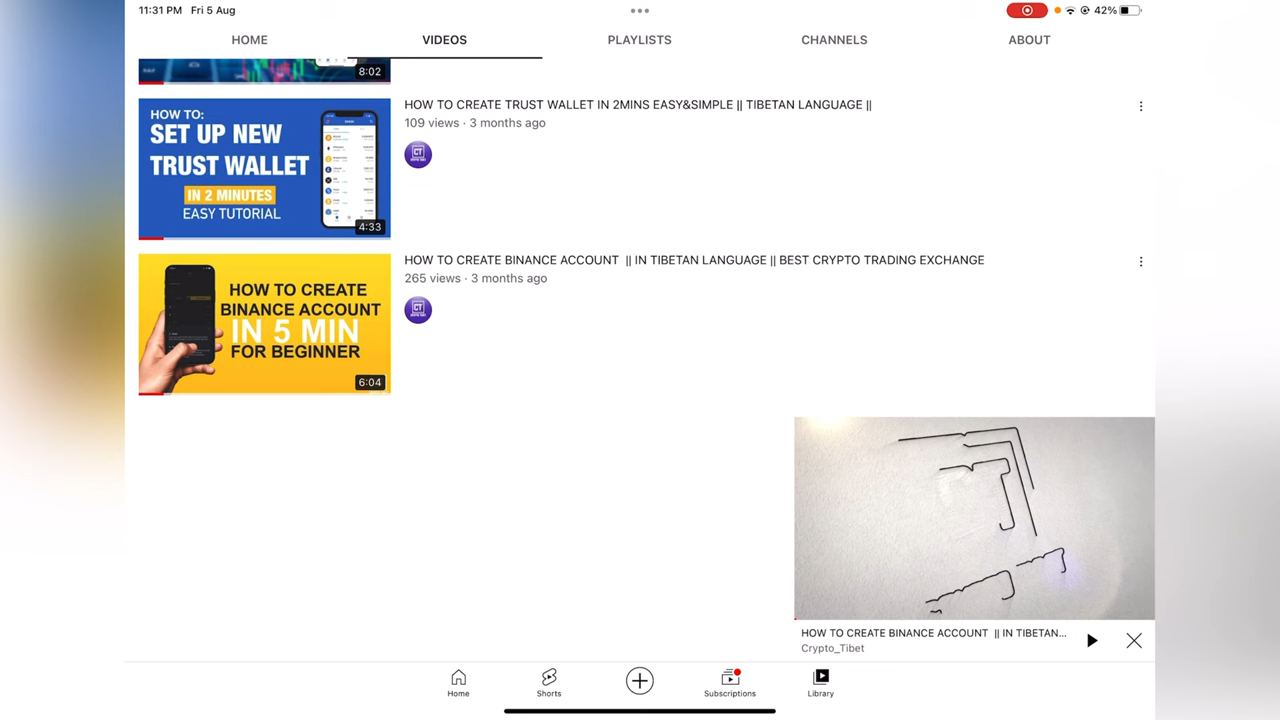 11:31 PM Fri 5 Aug
42%
HOME VIDEOS PLAYLISTS CHANNELS ABOUT
8:02
HOW TO:
SET UP NEW
TRUST WALLET
IN 2 MINUTES
EASY TUTORIAL
4:33
HOW TO CREATE TRUST WALLET IN 2MINS EASY&SIMPLE || TIBETAN LANGUAGE ||
109 views · 3 months ago
CT
HOW TO CREATE
BINANCE ACCOUNT
IN 5 MIN
FOR BEGINNER
6:04
HOW TO CREATE BINANCE ACCOUNT || IN TIBETAN LANGUAGE || BEST CRYPTO TRADING EXCHANGE
265 views · 3 months ago
CT
HOW TO CREATE BINANCE ACCOUNT || IN TIBETAN...
Crypto_Tibet
Home Shorts Subscriptions Library